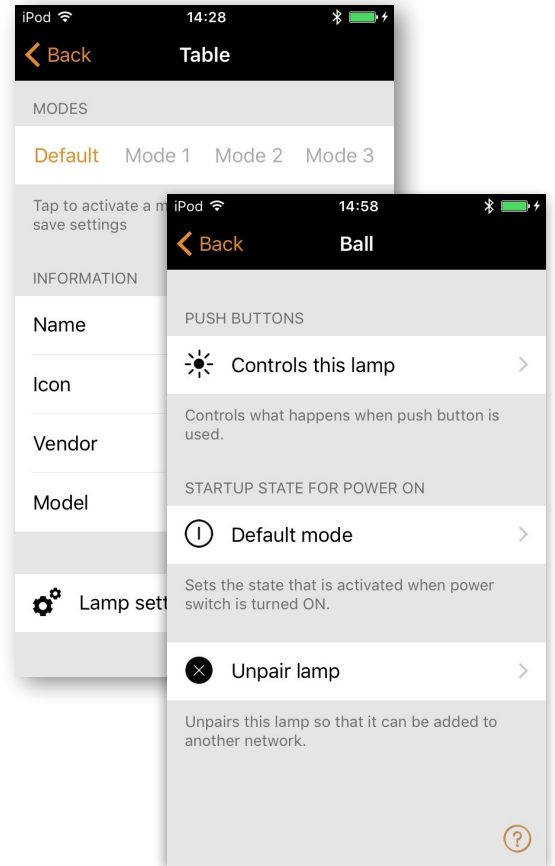 iPod 14:28
Back Table
MODES
Default Mode 1 Mode 2 Mode 3
Tap to activate a m
save settings
INFORMATION
Name
Icon
Vendor
Model
Lamp sett
iPod 14:58
Back Ball
PUSH BUTTONS
Controls this lamp
Controls what happens when push button is
used.
STARTUP STATE FOR POWER ON
Default mode
Sets the state that is activated when power
switch is turned ON.
Unpair lamp
Unpairs this lamp so that it can be added to
another network.
?